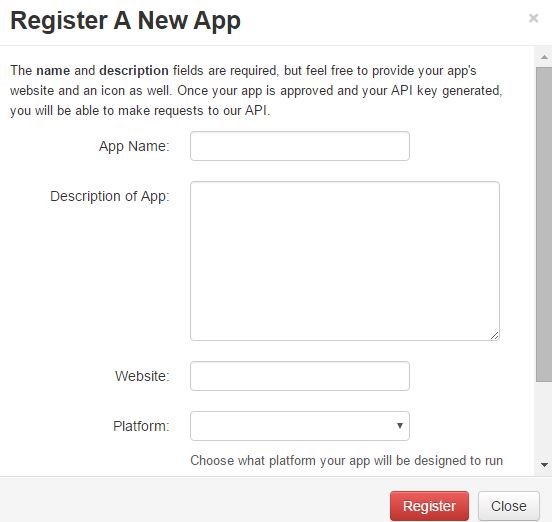 Register A New App
×
The name and description fields are required, but feel free to provide your app's
website and an icon as well. Once your app is approved and your API key generated,
you will be able to make requests to our API.
App Name:
Description of App:
Website:
Platform:
Choose what platform your app will be designed to run
Register Close